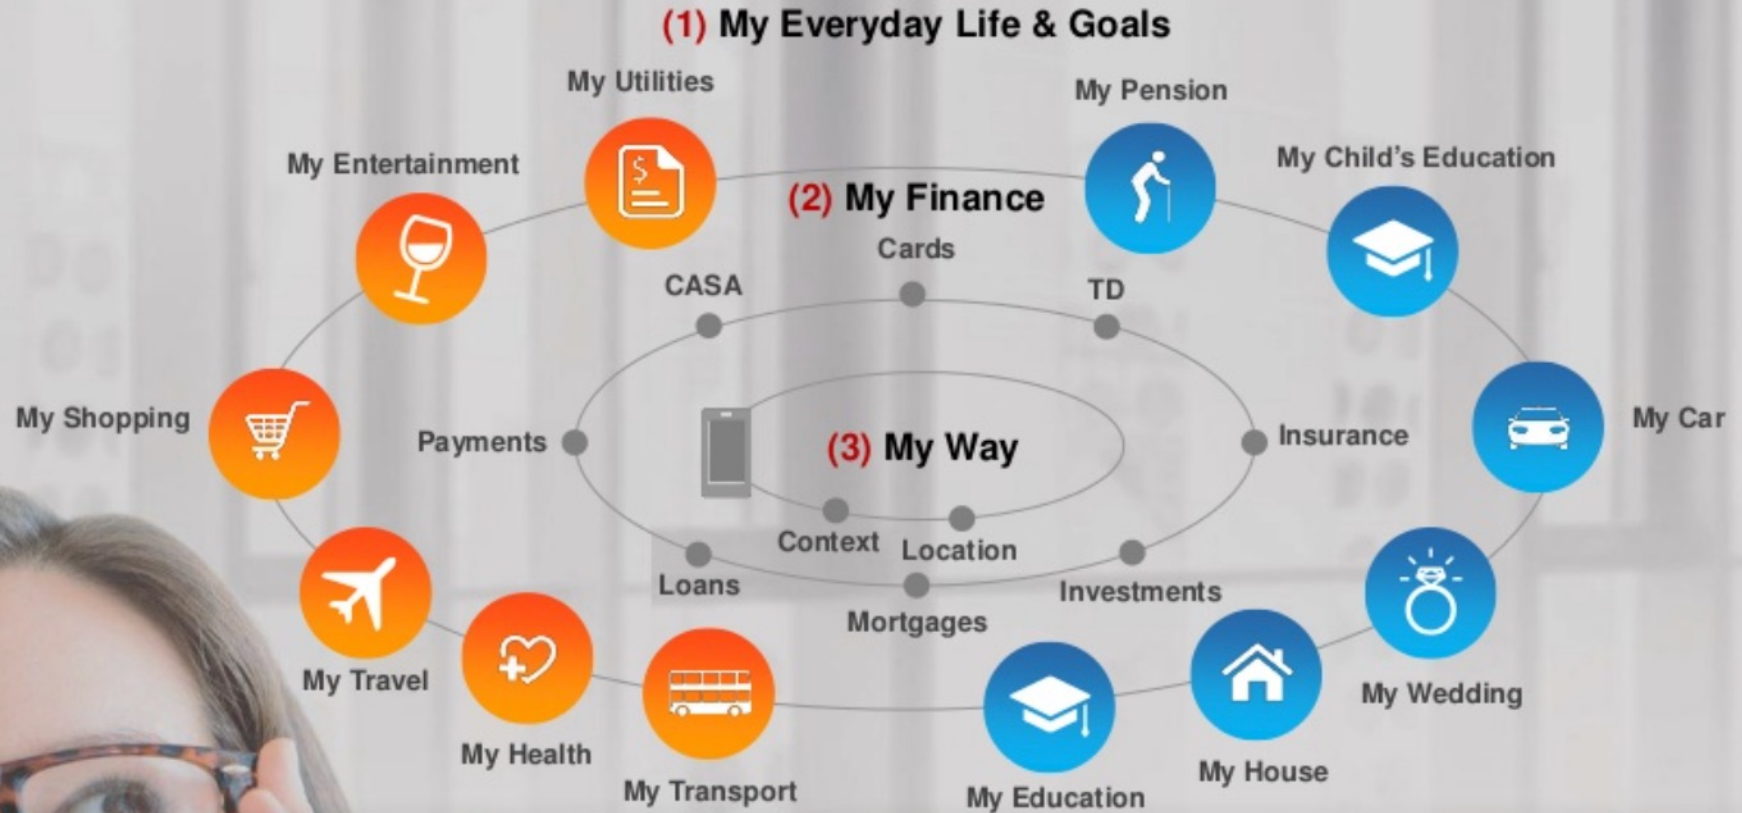 (1) My Everyday Life & Goals
My Utilities
My Pension
My Entertainment
My Child’s Education
$
(2) My Finance
Cards
CASA
TD
My Shopping
Payments
(3) My Way
Insurance
My Car
Context
Location
Loans
Investments
Mortgages
My Travel
My Wedding
My Health
My House
My Transport
My Education